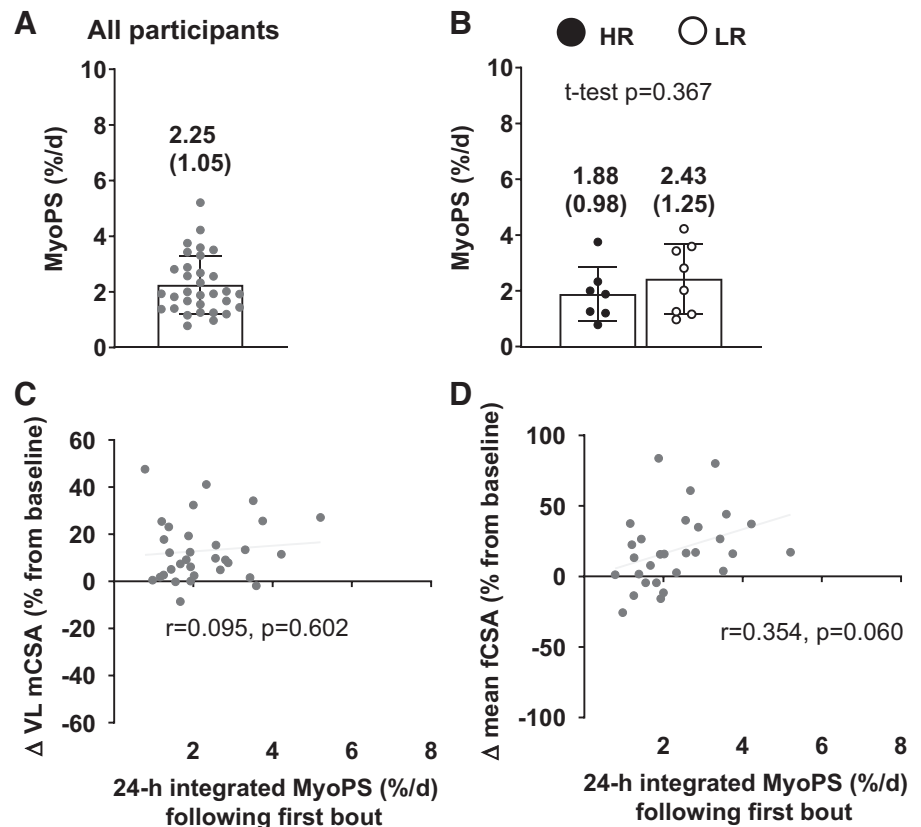 A
All participants
10
8
6
4
2
0
MyoPS (%/d)
2.25
(1.05)
B
HR
LR
10
8
6
4
2
0
MyoPS (%/d)
t-test p=0.367
1.88
(0.98)
2.43
(1.25)
C
60
40
20
0
-20
-40
-60
Δ VL mCSA (% from baseline)
r=0.095, p=0.602
2
4
6
8
24-h integrated MyoPS (%/d)
following first bout
D
100
50
0
-50
-100
Δ mean fCSA (% from baseline)
r=0.354, p=0.060
2
4
6
8
24-h integrated MyoPS (%/d)
following first bout